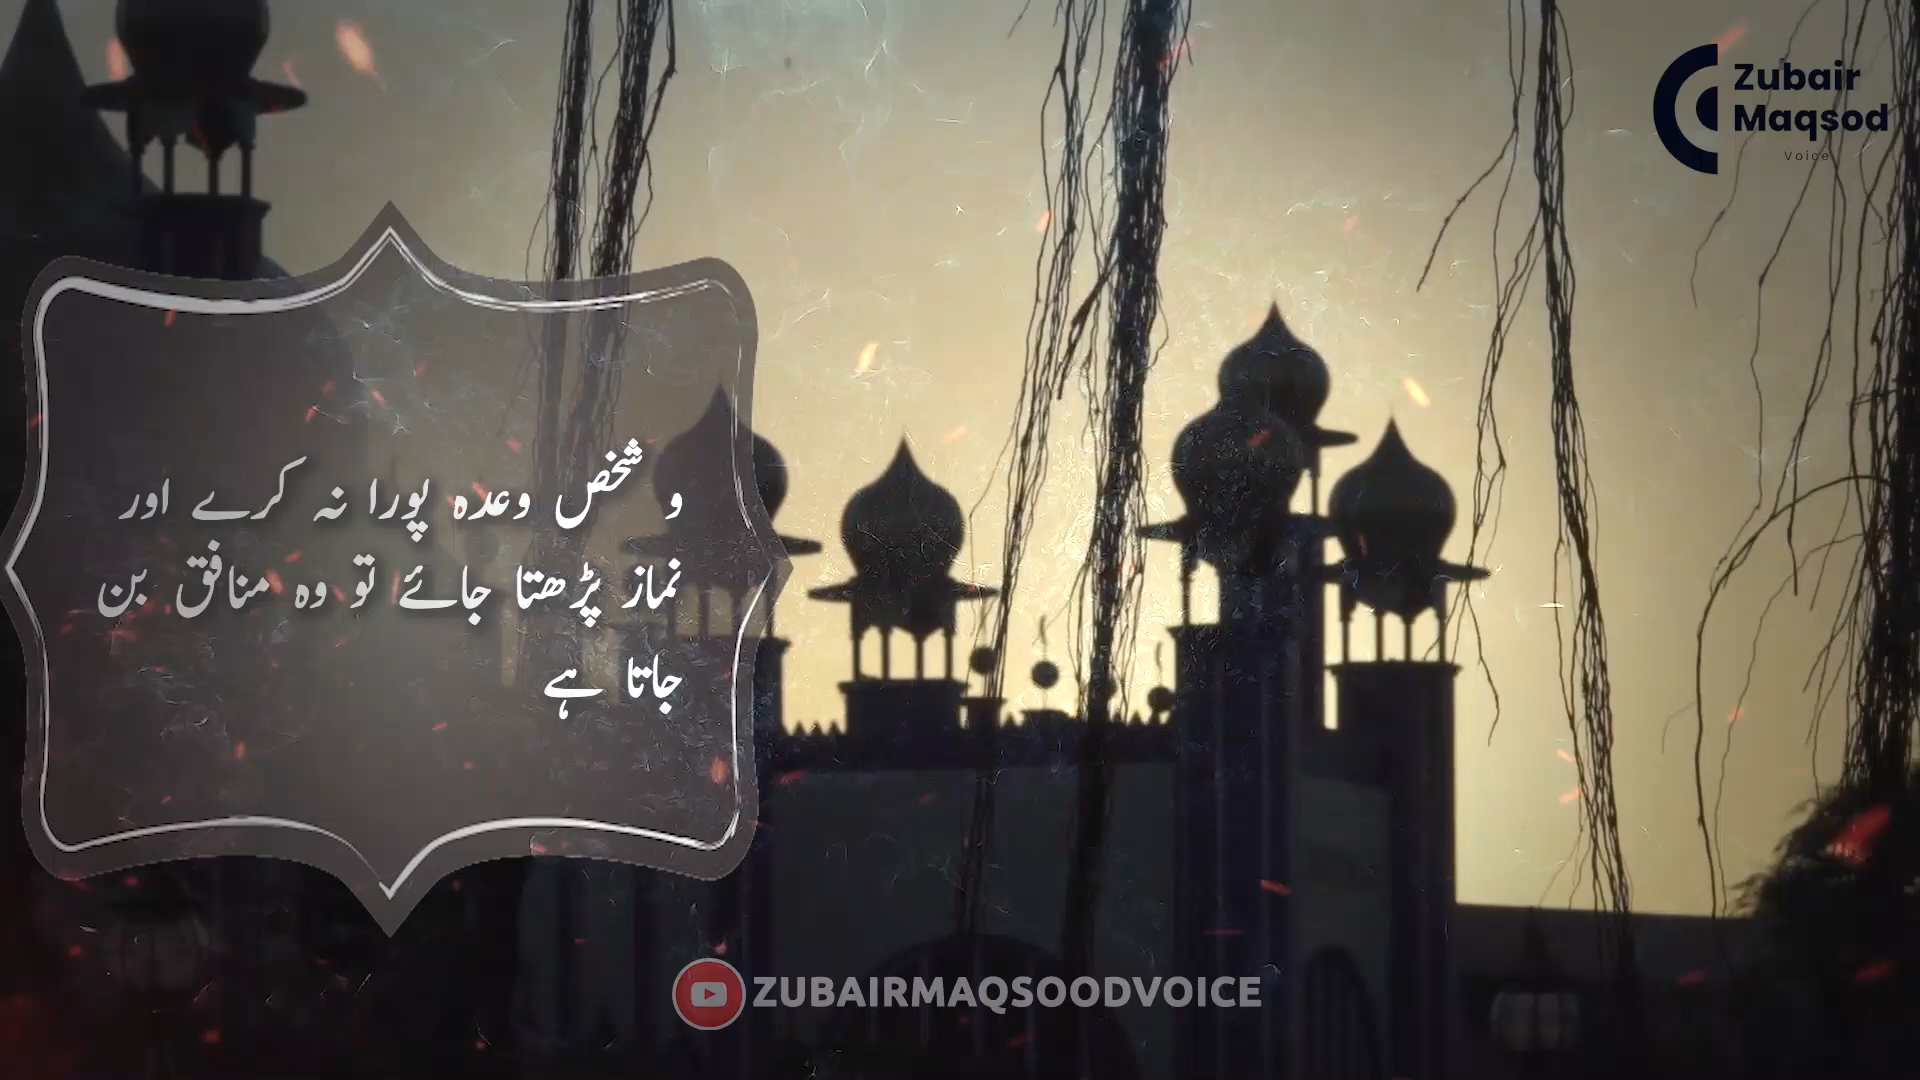 Zubair
Maqsod
Voice
و شخص وعدہ پورا نہ کرے اور
نماز پڑھتا جائے تو وہ منافق بن
جاتا ہے
ZUBAIRMAQSOODVOICE